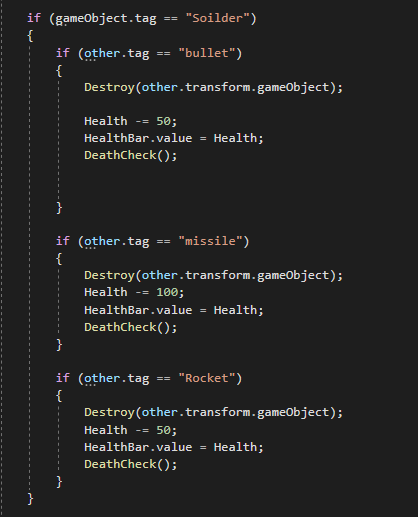 if (gameObject.tag == "Soilder")
{
if (other.tag == "bullet")
{
Destroy(other.transform.gameObject);
Health -= 50;
HealthBar.value = Health;
DeathCheck();
}
if (other.tag == "missile")
{
Destroy(other.transform.gameObject);
Health -= 100;
HealthBar.value = Health;
DeathCheck();
}
if (other.tag == "Rocket")
{
Destroy(other.transform.gameObject);
Health -= 50;
HealthBar.value = Health;
DeathCheck();
}
}